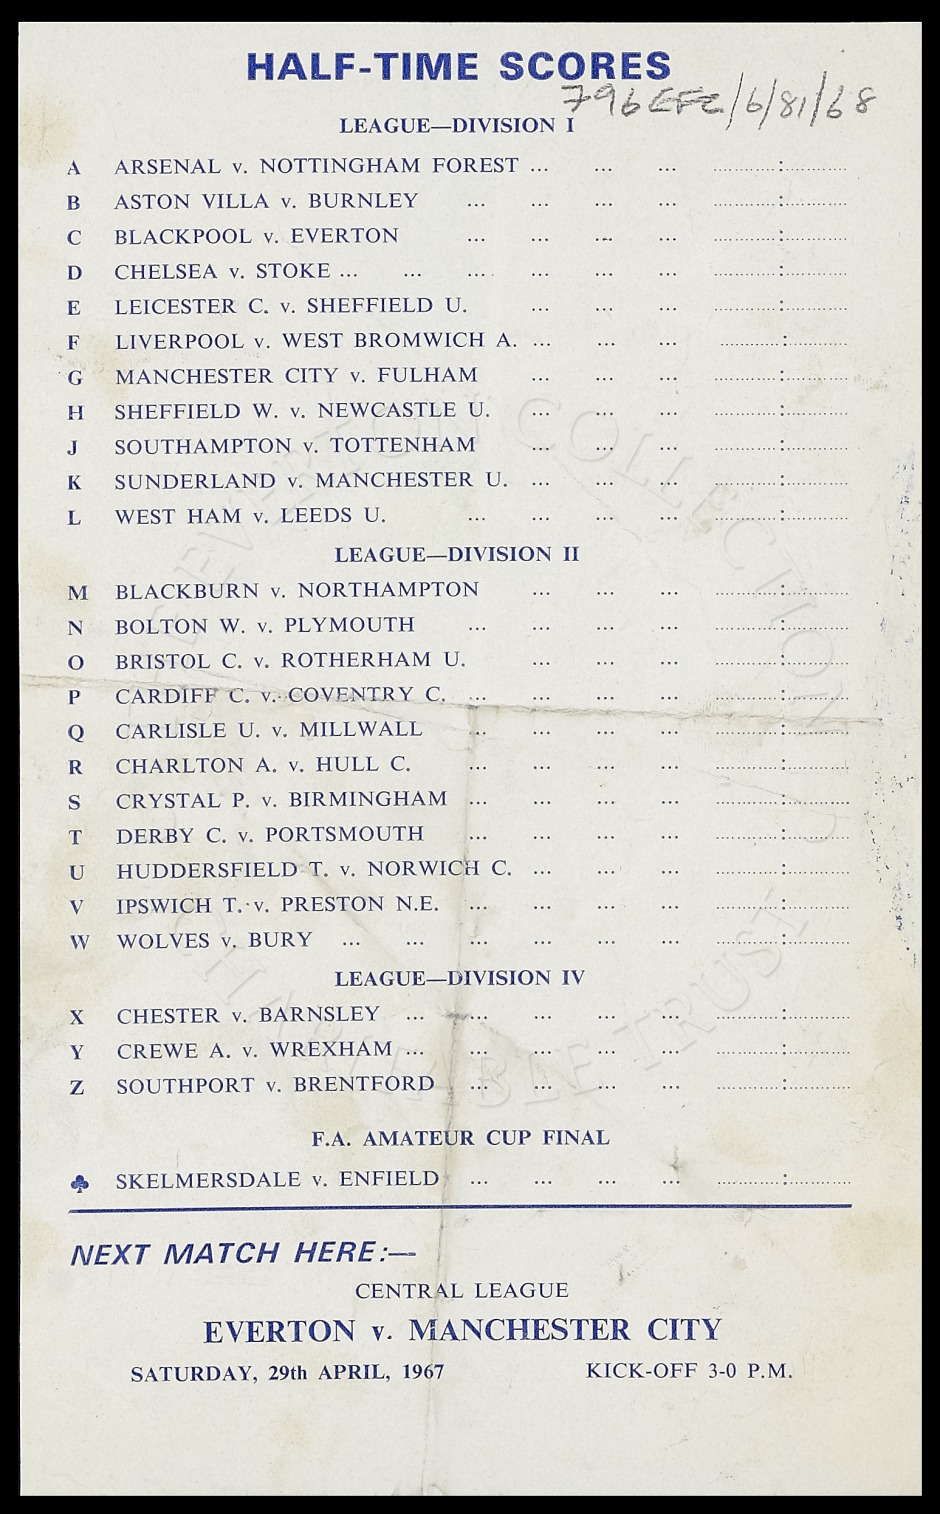 HALF-TIME SCORES
796 EFC/6/81/68
LEAGUE—DIVISION I
A ARSENAL v. NOTTINGHAM FOREST ... ... ... ............:............
B ASTON VILLA v. BURNLEY ... ... ... ... ............:............
C BLACKPOOL v. EVERTON ... ... ... ... ............:............
D CHELSEA v. STOKE ... ... ... ... ... ... ............:............
E LEICESTER C. v. SHEFFIELD U. ... ... ... ............:............
F LIVERPOOL v. WEST BROMWICH A. ... ... ... ............:............
G MANCHESTER CITY v. FULHAM ... ... ... ............:............
H SHEFFIELD W. v. NEWCASTLE U. ... ... ... ............:............
J SOUTHAMPTON v. TOTTENHAM ... ... ... ............:............
K SUNDERLAND v. MANCHESTER U. ... ... ... ............:............
L WEST HAM v. LEEDS U. ... ... ... ... ............:............
LEAGUE—DIVISION II
M BLACKBURN v. NORTHAMPTON ... ... ... ............:............
N BOLTON W. v. PLYMOUTH ... ... ... ... ............:............
O BRISTOL C. v. ROTHERHAM U. ... ... ... ............:............
P CARDIFF C. v. COVENTRY C. ... ... ... ... ............:............
Q CARLISLE U. v. MILLWALL ... ... ... ... ............:............
R CHARLTON A. v. HULL C. ... ... ... ... ............:............
S CRYSTAL P. v. BIRMINGHAM ... ... ... ... ............:............
T DERBY C. v. PORTSMOUTH ... ... ... ... ............:............
U HUDDERSFIELD T. v. NORWICH C. ... ... ... ............:............
V IPSWICH T. v. PRESTON N.E. ... ... ... ... ............:............
W WOLVES v. BURY ... ... ... ... ... ... ............:............
LEAGUE—DIVISION IV
X CHESTER v. BARNSLEY ... ... ... ... ... ............:............
Y CREWE A. v. WREXHAM ... ... ... ... ... ............:............
Z SOUTHPORT v. BRENTFORD ... ... ... ... ............:............
F.A. AMATEUR CUP FINAL
♣ SKELMERSDALE v. ENFIELD ... ... ... ... ............:............
NEXT MATCH HERE:—
CENTRAL LEAGUE
EVERTON v. MANCHESTER CITY
SATURDAY, 29th APRIL, 1967 KICK-OFF 3-0 P.M.
EVERTON COLLECTION
CHARITABLE TRUST